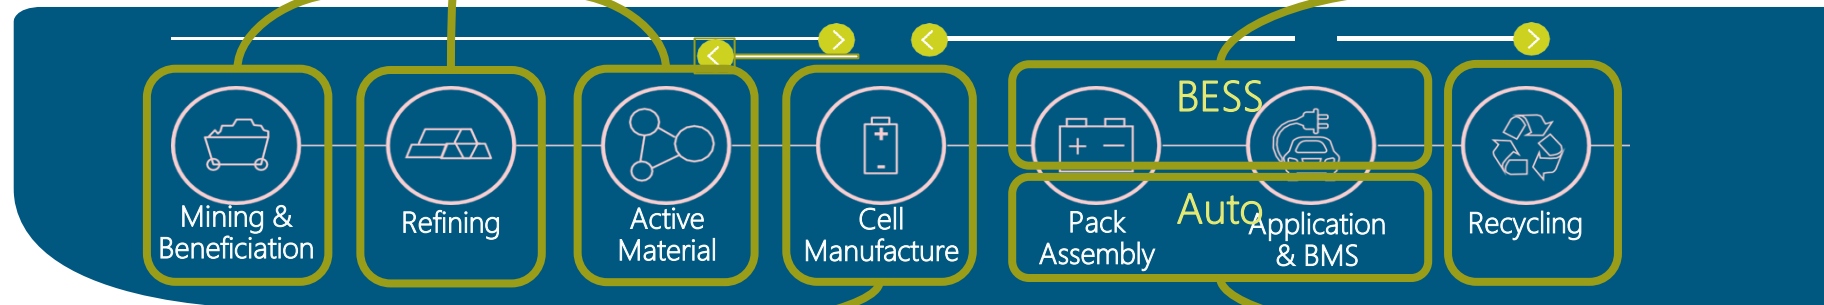 Mining &
Beneficiation
Refining
Active
Material
Cell
Manufacture
BESS
Auto
Pack
Assembly
Application
& BMS
Recycling